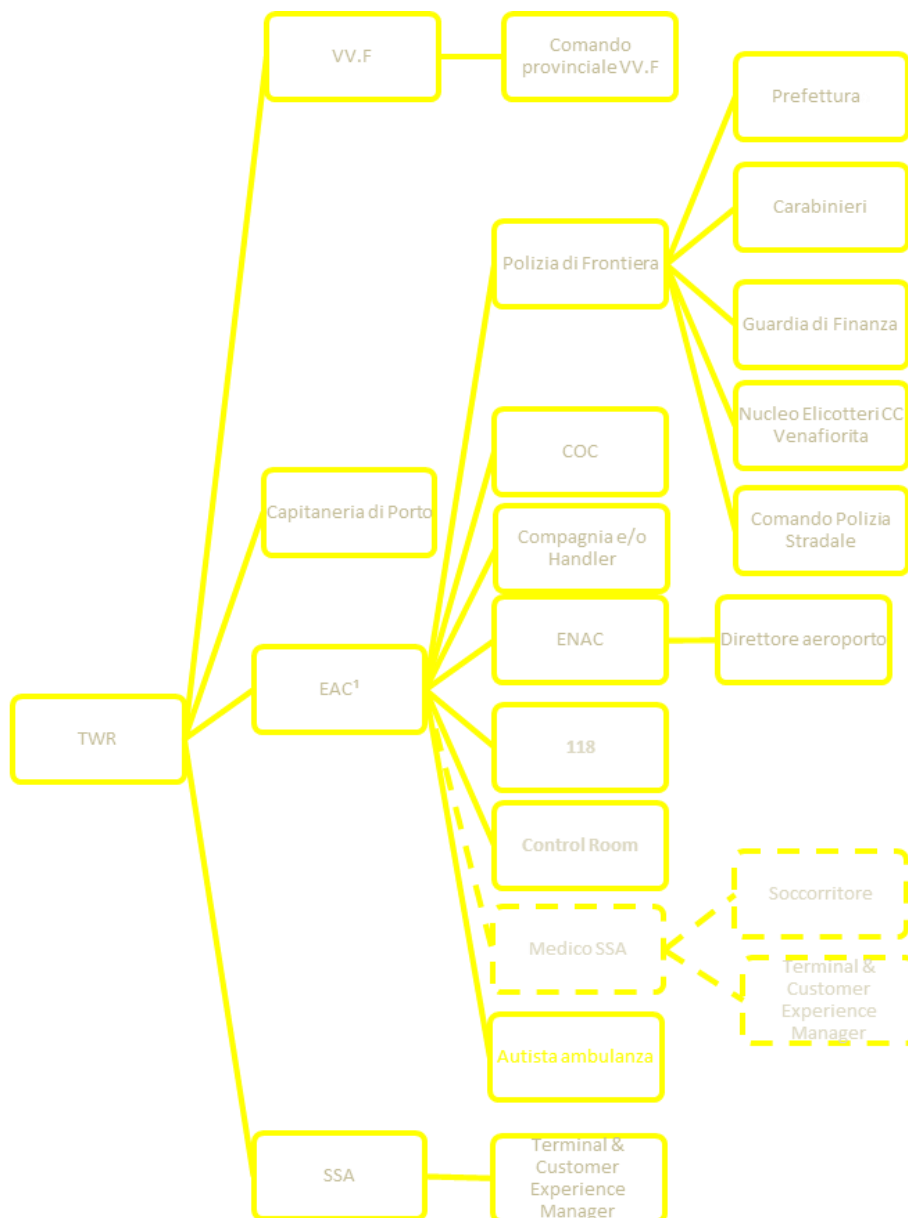 VV.F
Comando
provinciale VV.F
Prefettura
Carabinieri
Polizia di Frontiera
Guardia di Finanza
Nucleo Elicotteri CC
Venafiorita
COC
Capitaneria di Porto
Comando Polizia
Stradale
Compagnia e/o
Handler
ENAC
Direttore aeroporto
EAC¹
TWR
118
Control Room
Soccorritore
Medico SSA
Terminal &
Customer
Experience
Manager
Autista ambulanza
SSA
Terminal &
Customer
Experience
Manager